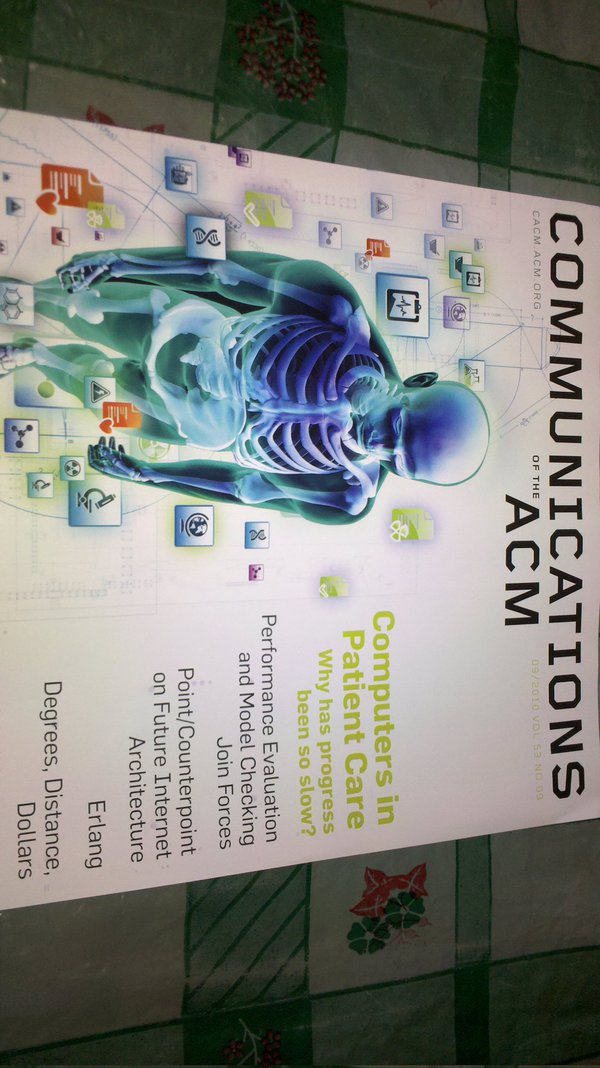 COMMUNICATIONS
CACM.ACM.ORG
OF THE
ACM
09/2010 VOL.53 NO.09
Computers in
Patient Care
Why has progress
been so slow?
Performance Evaluation
and Model Checking
Join Forces
Point/Counterpoint
on Future Internet
Architecture
Erlang
Degrees, Distance,
Dollars